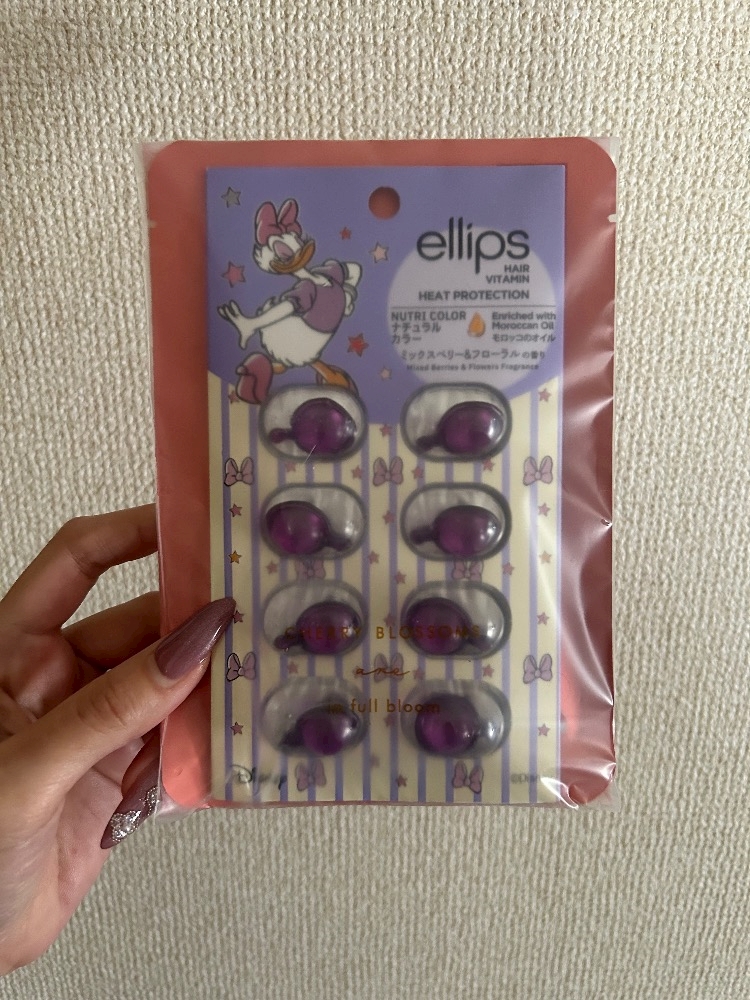 ellips
HAIR
VITAMIN
HEAT PROTECTION
NUTRI COLOR
ナチュラル
カラー
Enriched with
Moroccan Oil
モロッコのオイル
ミックスベリー&フローラルの香り
Mixed Berries & Flowers Fragrance
CHERRY BLOSSOMS
are
in full bloom
Disney